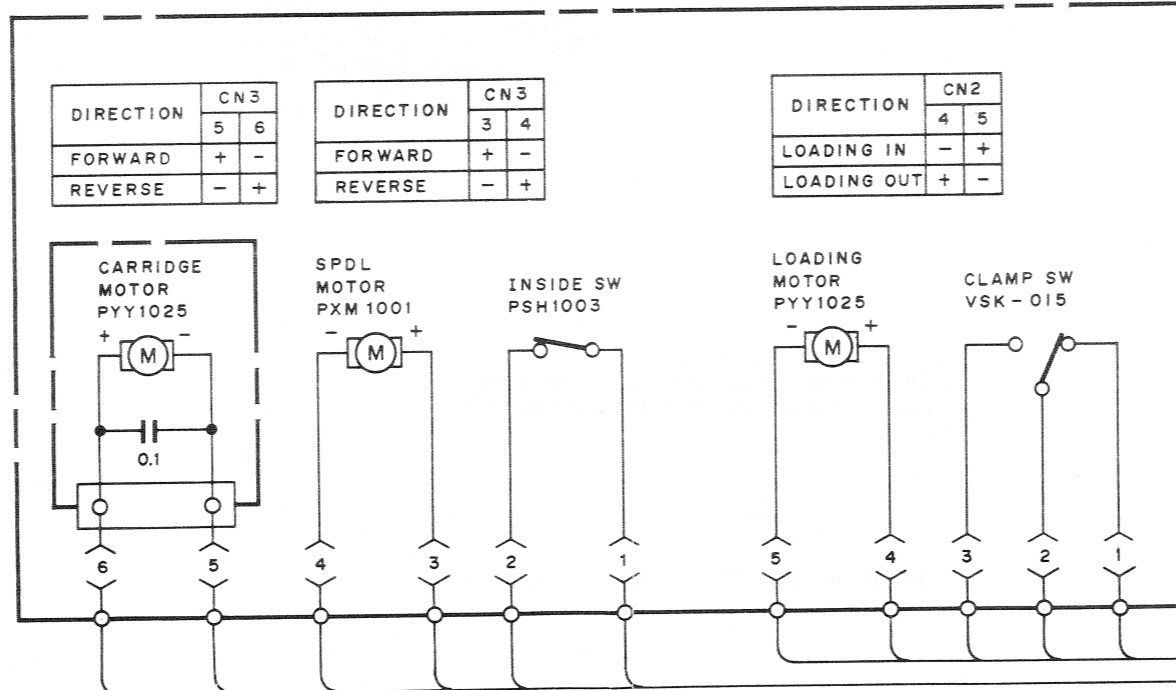 DIRECTION CN3
5 6
FORWARD + -
REVERSE - +
DIRECTION CN3
3 4
FORWARD + -
REVERSE - +
DIRECTION CN2
4 5
LOADING IN - +
LOADING OUT + -
CARRIDGE
MOTOR
PYY1025
+ -
M
0.1
SPDL
MOTOR
PXM1001
- +
M
INSIDE SW
PSH1003
LOADING
MOTOR
PYY1025
- +
M
CLAMP SW
VSK-015
6 5 4 3 2 1 5 4 3 2 1